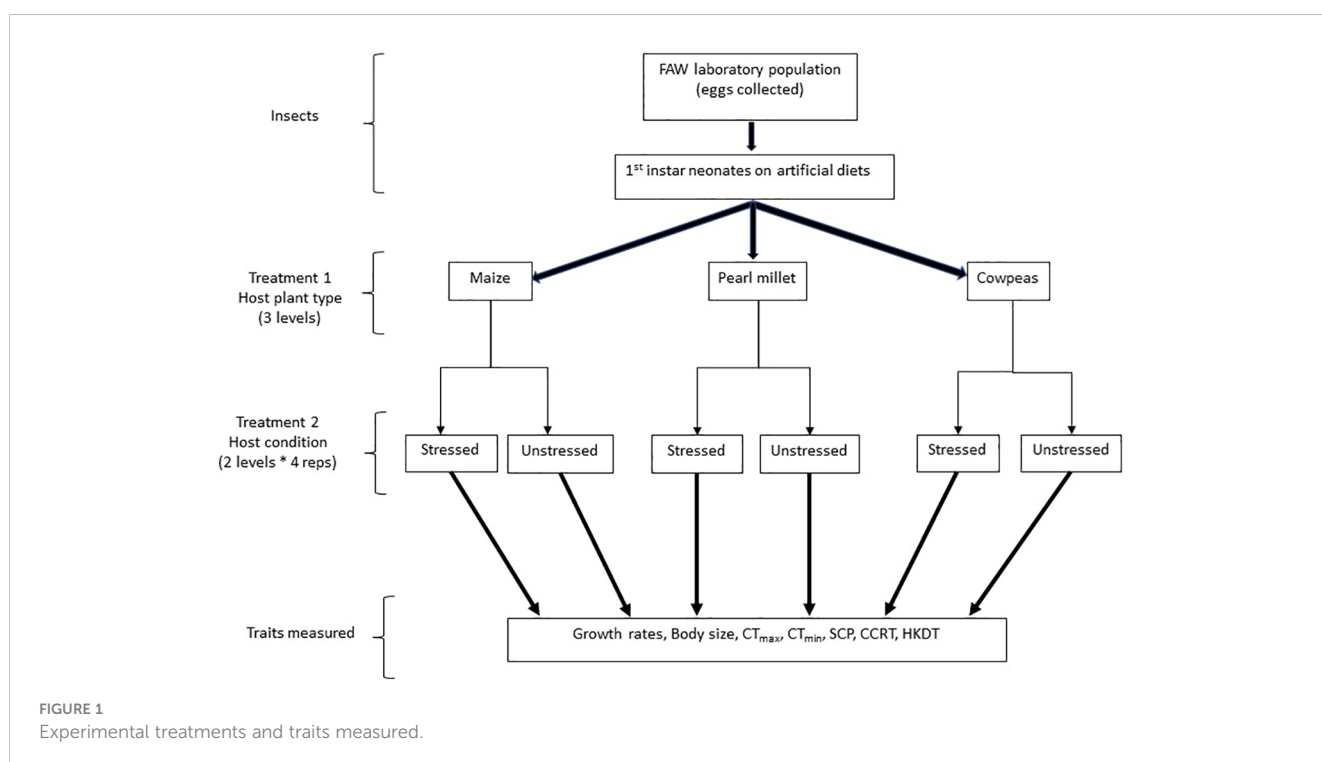 FAW laboratory population
(eggs collected)
Insects
1st instar neonates on artificial diets
Treatment 1
Host plant type
(3 levels)
Maize
Pearl millet
Cowpeas
Treatment 2
Host condition
(2 levels * 4 reps)
Stressed
Unstressed
Stressed
Unstressed
Stressed
Unstressed
Traits measured
Growth rates, Body size, CTmax, CTmin, SCP, CCRT, HKDT
FIGURE 1
Experimental treatments and traits measured.